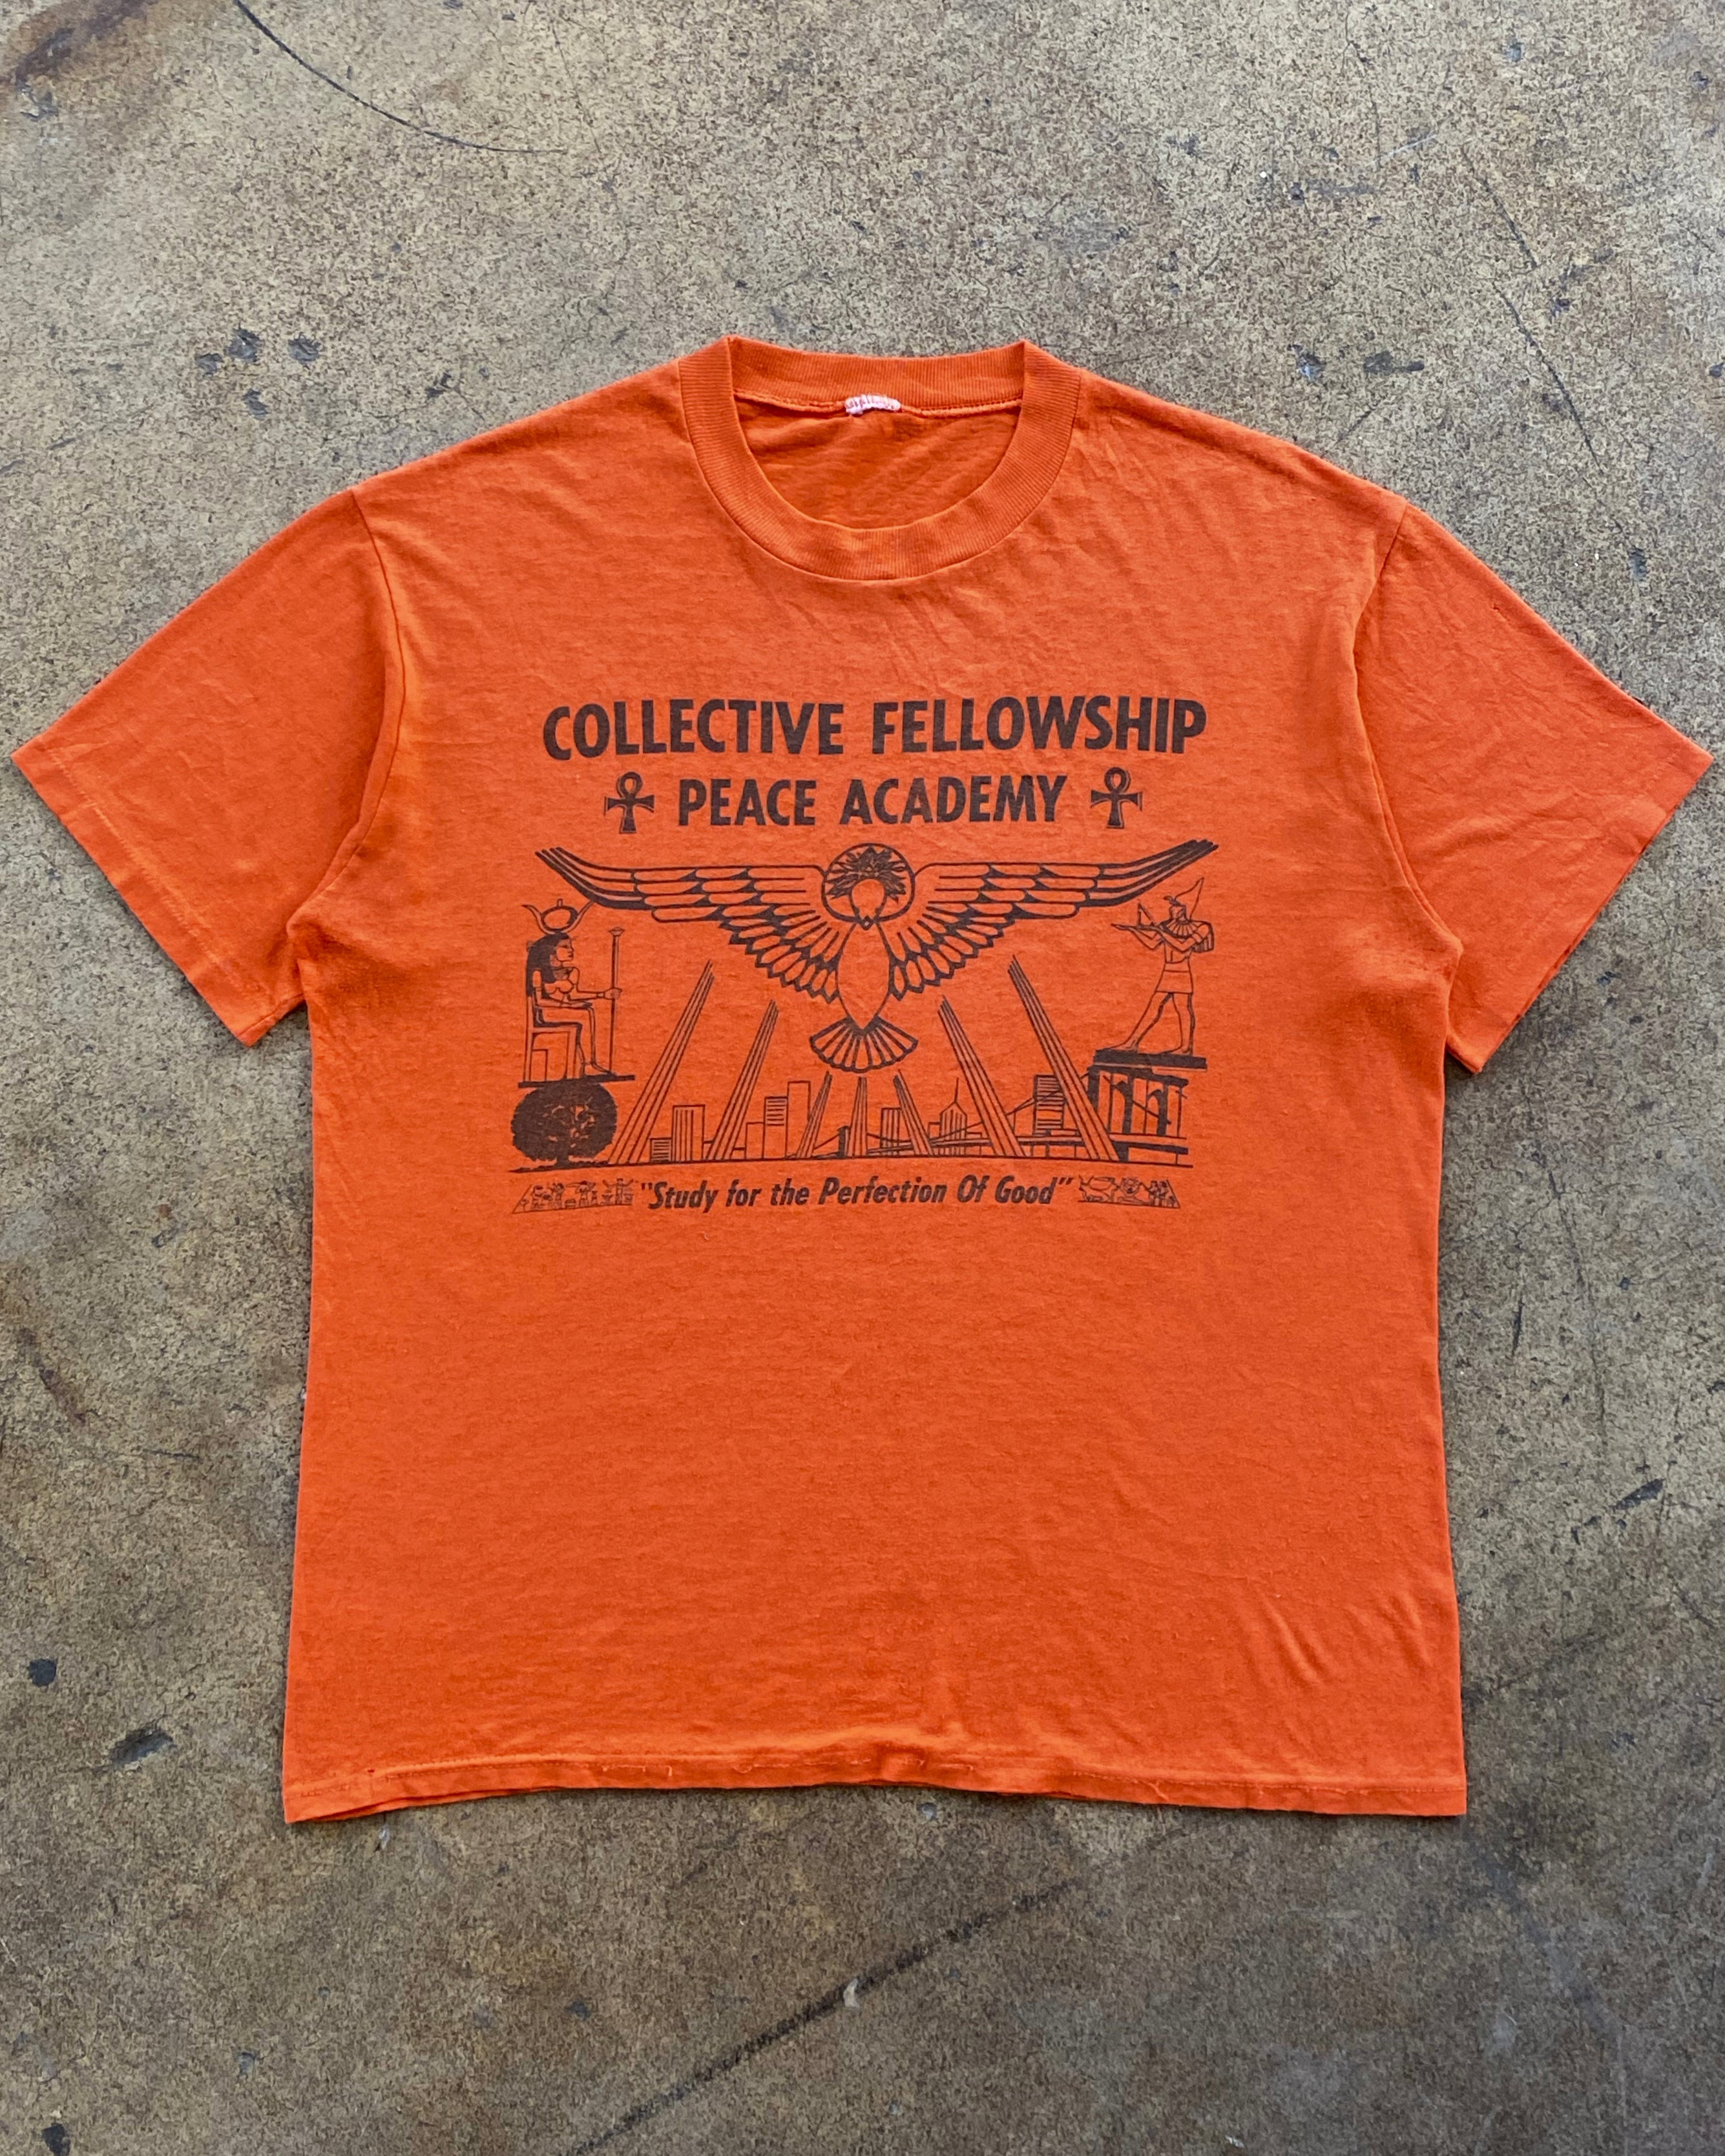 COLLECTIVE FELLOWSHIP
PEACE ACADEMY
"Study for the Perfection Of Good"